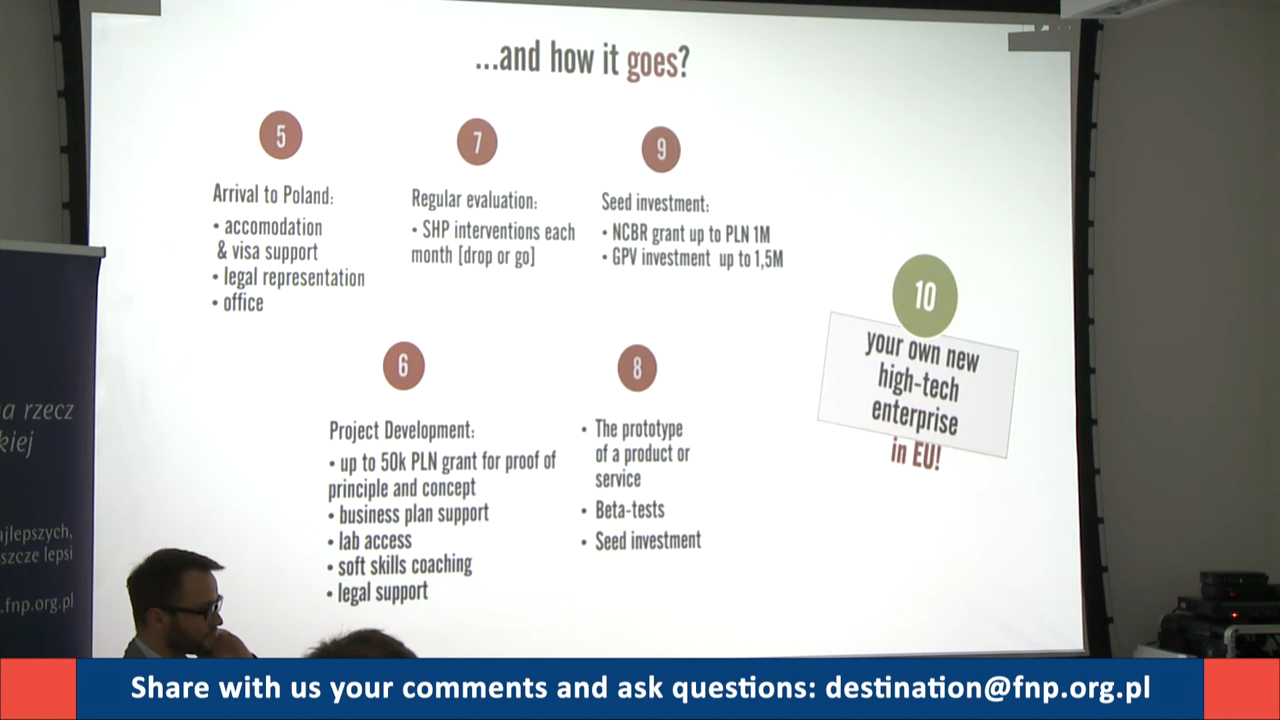 ...and how it goes?
5
Arrival to Poland:
• accomodation
& visa support
• legal representation
• office
7
Regular evaluation:
• SHP interventions each
month [drop or go]
9
Seed investment:
• NCBR grant up to PLN 1M
• GPV investment up to 1,5M
6
Project Development:
• up to 50k PLN grant for proof of
principle and concept
• business plan support
• lab access
• soft skills coaching
• legal support
8
• The prototype
of a product or
service
• Beta-tests
• Seed investment
10
your own new
high-tech
enterprise
in EU!
na rzecz
kiej
ajlepszych,
szcze lepsi
.fnp.org.pl
Share with us your comments and ask questions: destination@fnp.org.pl